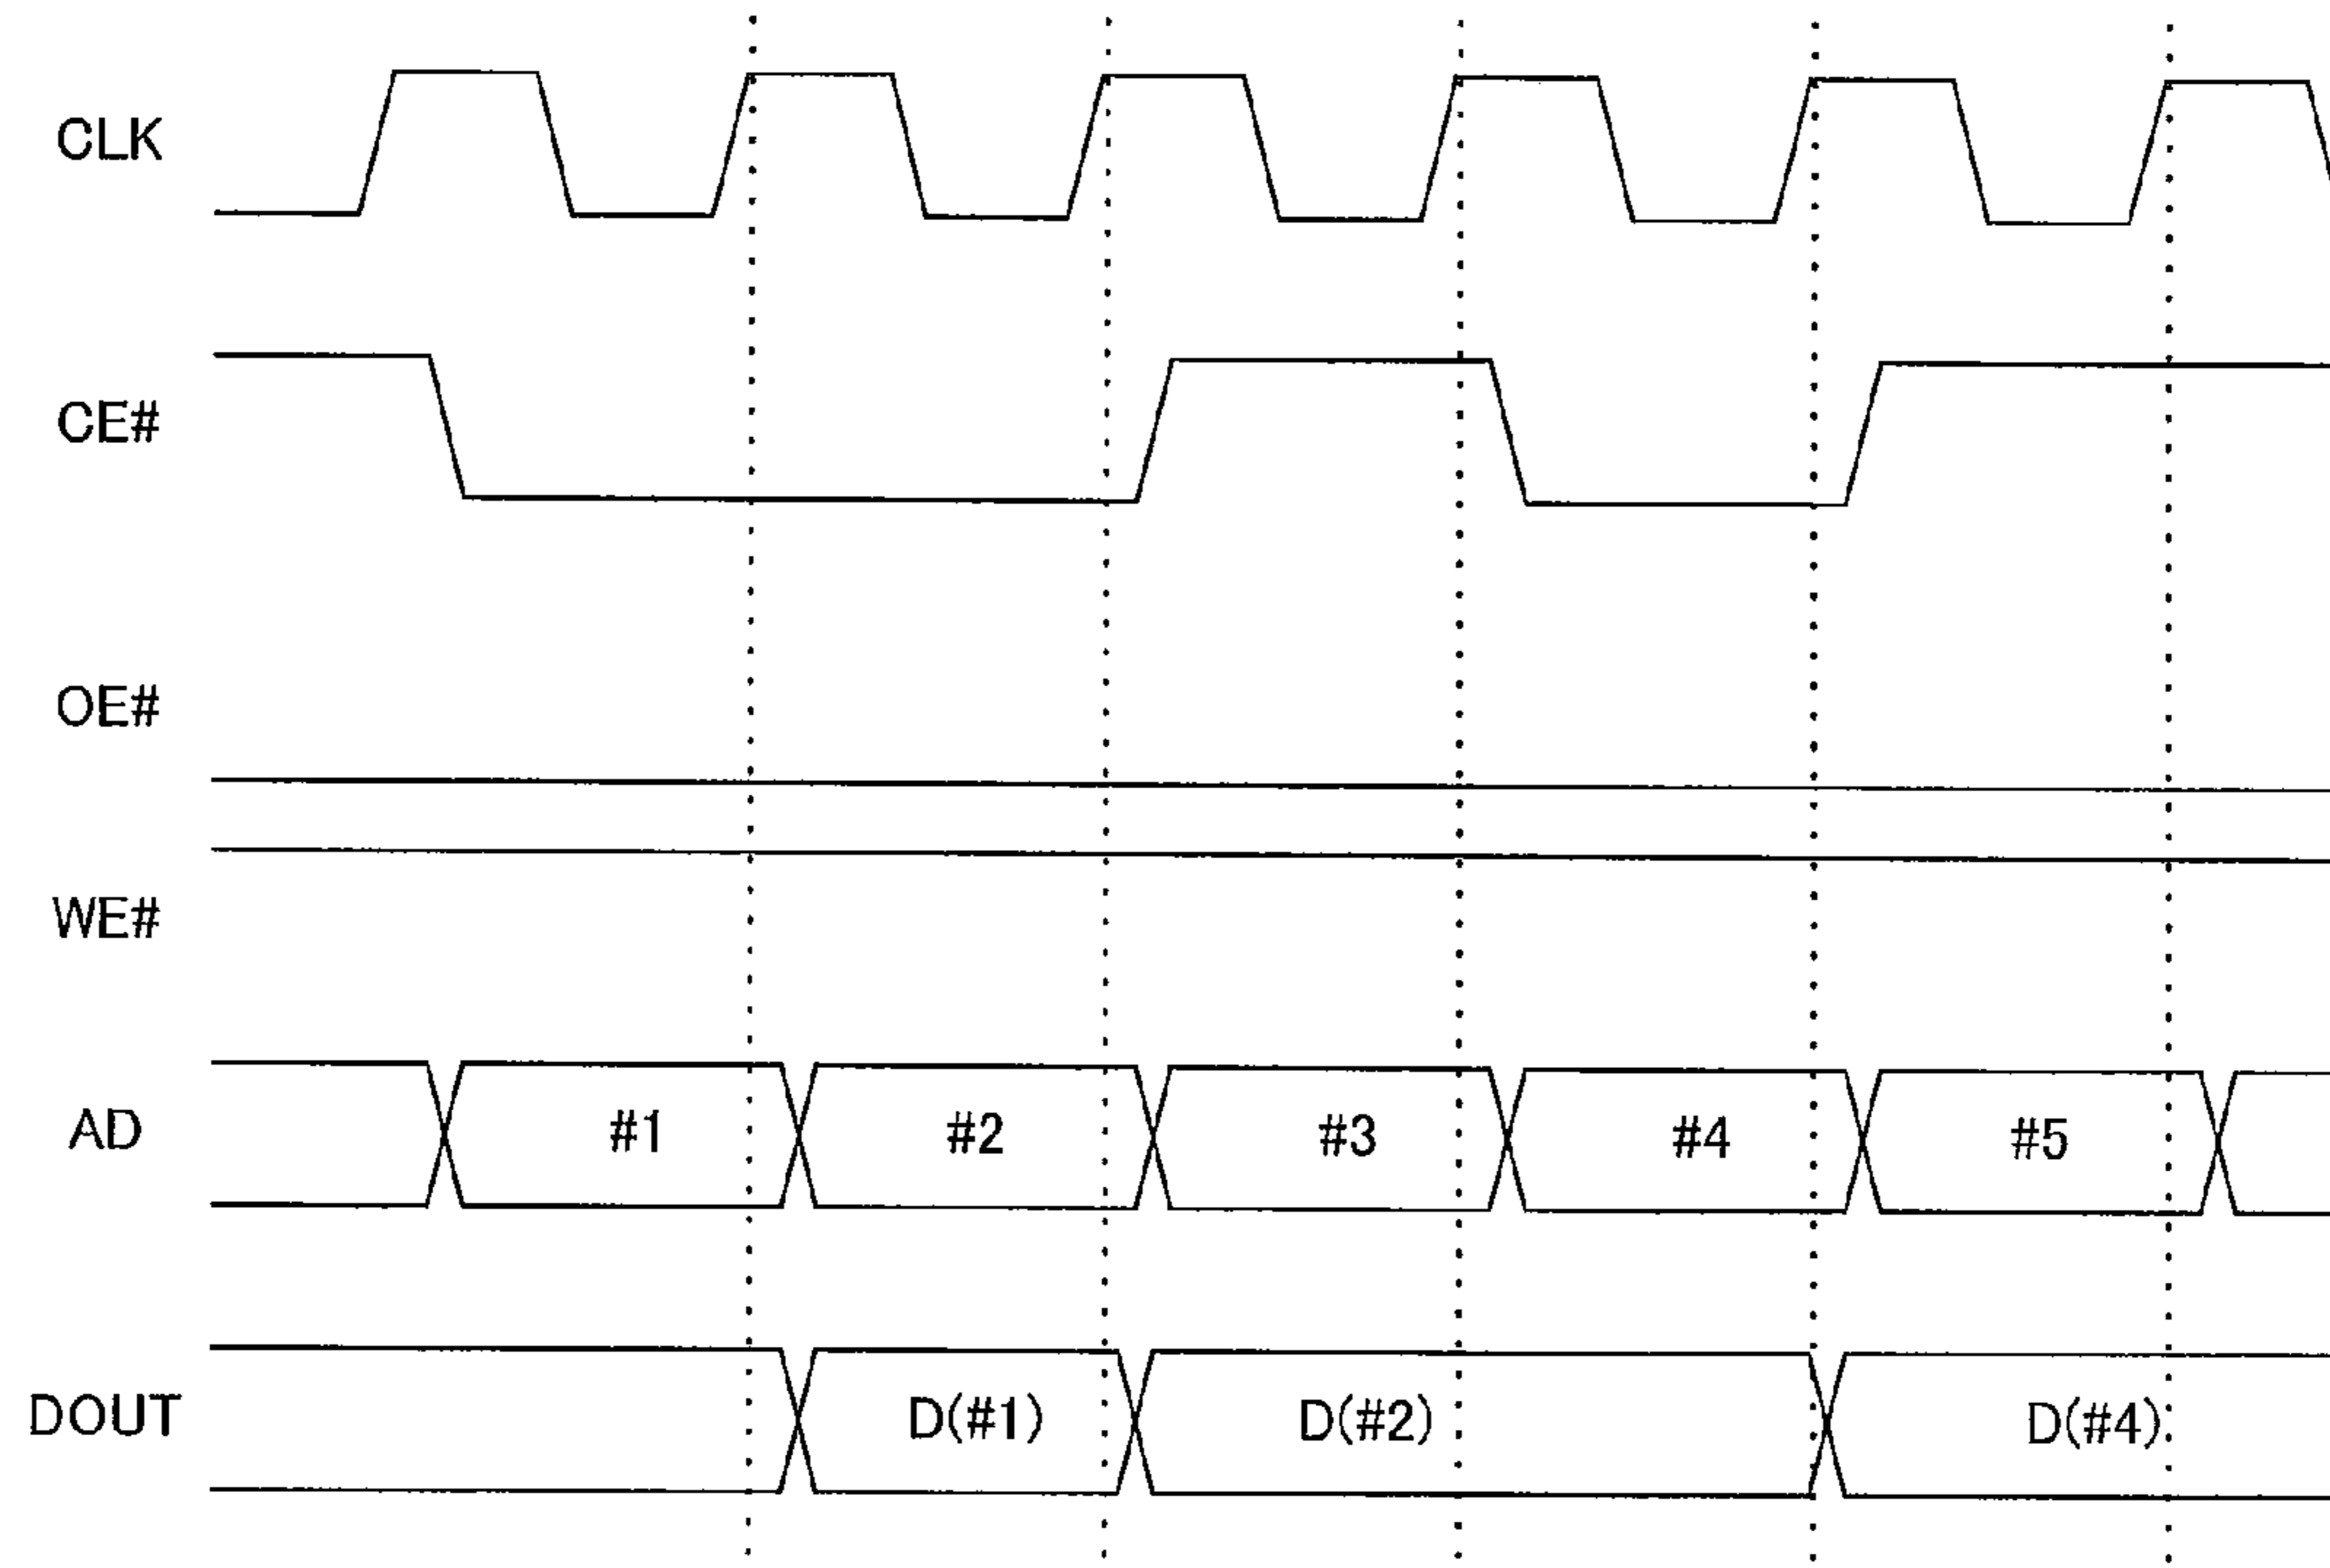 CLK
CE#
OE#
WE#
AD #1 #2 #3 #4 #5
DOUT D(#1) D(#2) D(#4)